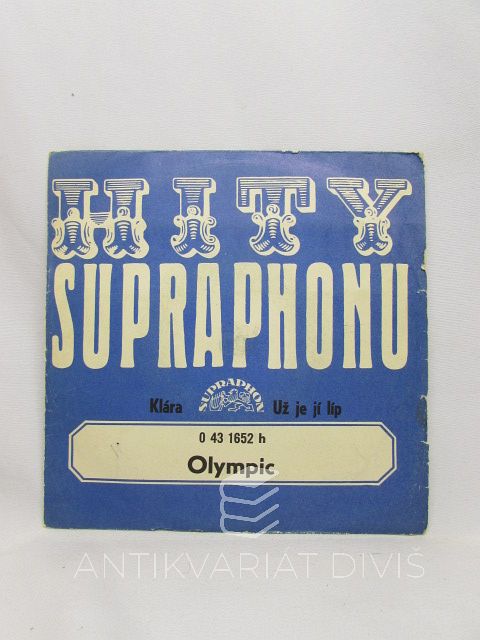 HITY
SUPRAPHONU
Klára SUPRAPHON Už je jí líp
0 43 1652 h
Olympic
ANTIKVARIÁT DIVIŠ